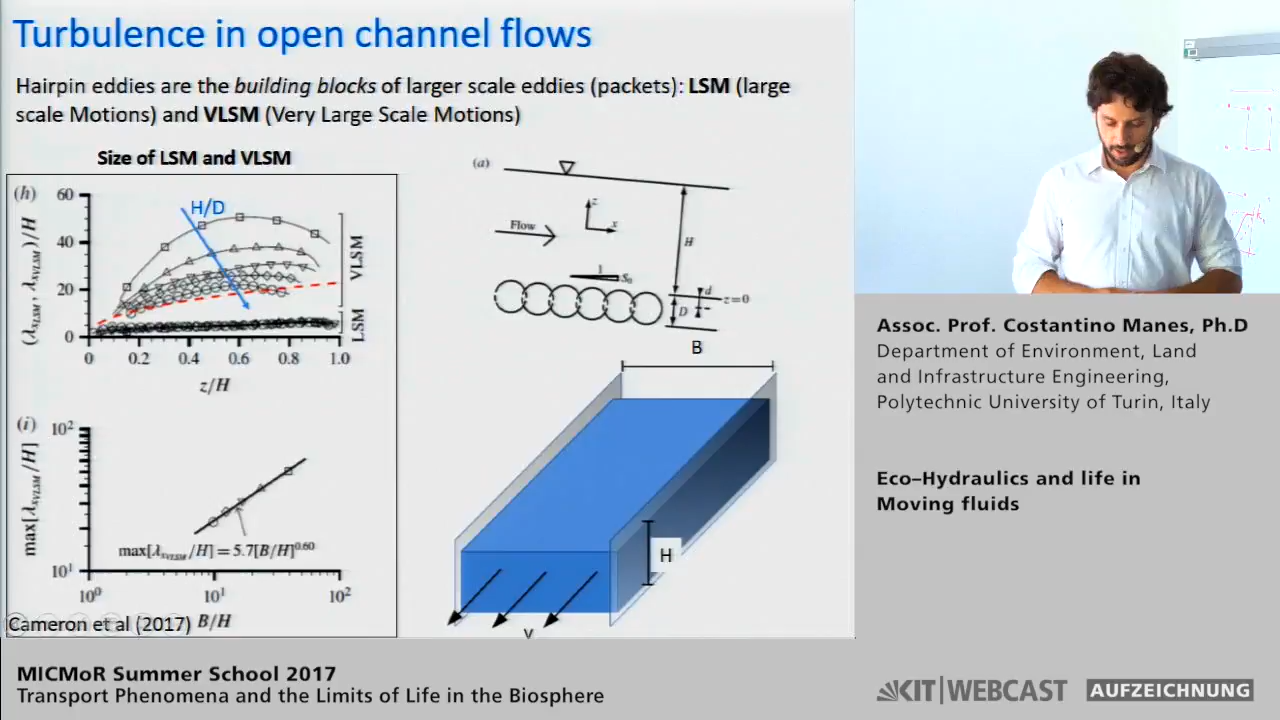 Turbulence in open channel flows
Hairpin eddies are the building blocks of larger scale eddies (packets): LSM (large
scale Motions) and VLSM (Very Large Scale Motions)
Size of LSM and VLSM
(h)
60
40
20
0
(λxLSM, λxVLSM)/H
H/D
VLSM
LSM
0 0.2 0.4 0.6 0.8 1.0
z/H
(i)
10²
10¹
max[λxVLSM/H]
max[λxVLSM/H] = 5.7[B/H]^0.60
10⁰ 10¹ 10²
B/H
Cameron et al (2017)
(a)
z
x
Flow
H
1
S₀
d
z=0
D
B
H
V
Assoc. Prof. Costantino Manes, Ph.D
Department of Environment, Land
and Infrastructure Engineering,
Polytechnic University of Turin, Italy
Eco–Hydraulics and life in
Moving fluids
MICMoR Summer School 2017
Transport Phenomena and the Limits of Life in the Biosphere
KIT|WEBCAST
AUFZEICHNUNG